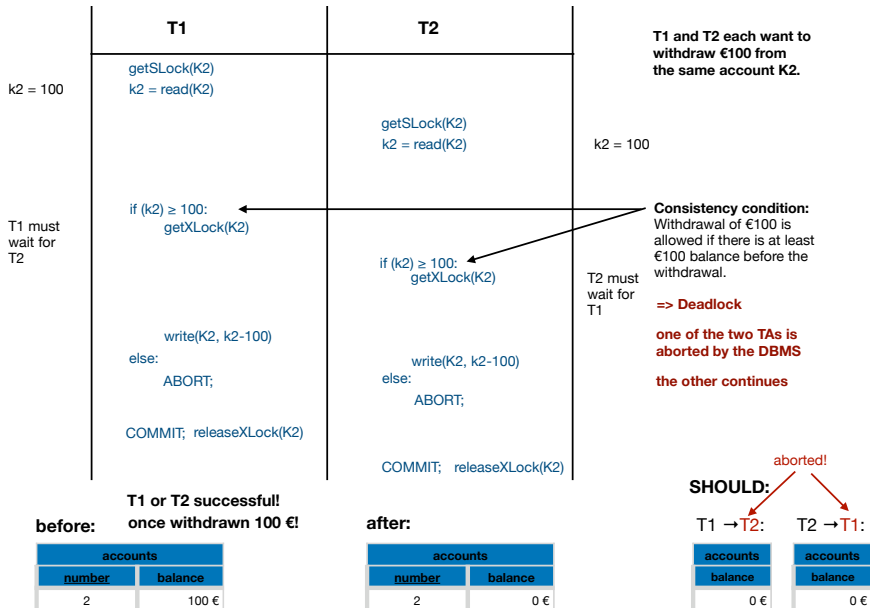 T1
T2
T1 and T2 each want to
withdraw €100 from
the same account K2.
getSLock(K2)
k2 = 100
k2 = read(K2)
getSLock(K2)
k2 = read(K2)
k2 = 100
if (k2) ≥ 100:
getXLock(K2)
T1 must
wait for
T2
Consistency condition:
Withdrawal of €100 is
allowed if there is at least
€100 balance before the
withdrawal.
if (k2) ≥ 100:
getXLock(K2)
T2 must
wait for
T1
=> Deadlock
one of the two TAs is
aborted by the DBMS
the other continues
write(K2, k2-100)
else:
ABORT;
write(K2, k2-100)
else:
ABORT;
COMMIT; releaseXLock(K2)
COMMIT; releaseXLock(K2)
aborted!
SHOULD:
T1 or T2 successful!
once withdrawn 100 €!
before:
after:
T1 →T2:
T2 →T1:
accounts
number balance
2 100 €
accounts
number balance
2 0 €
accounts
balance
0 €
accounts
balance
0 €